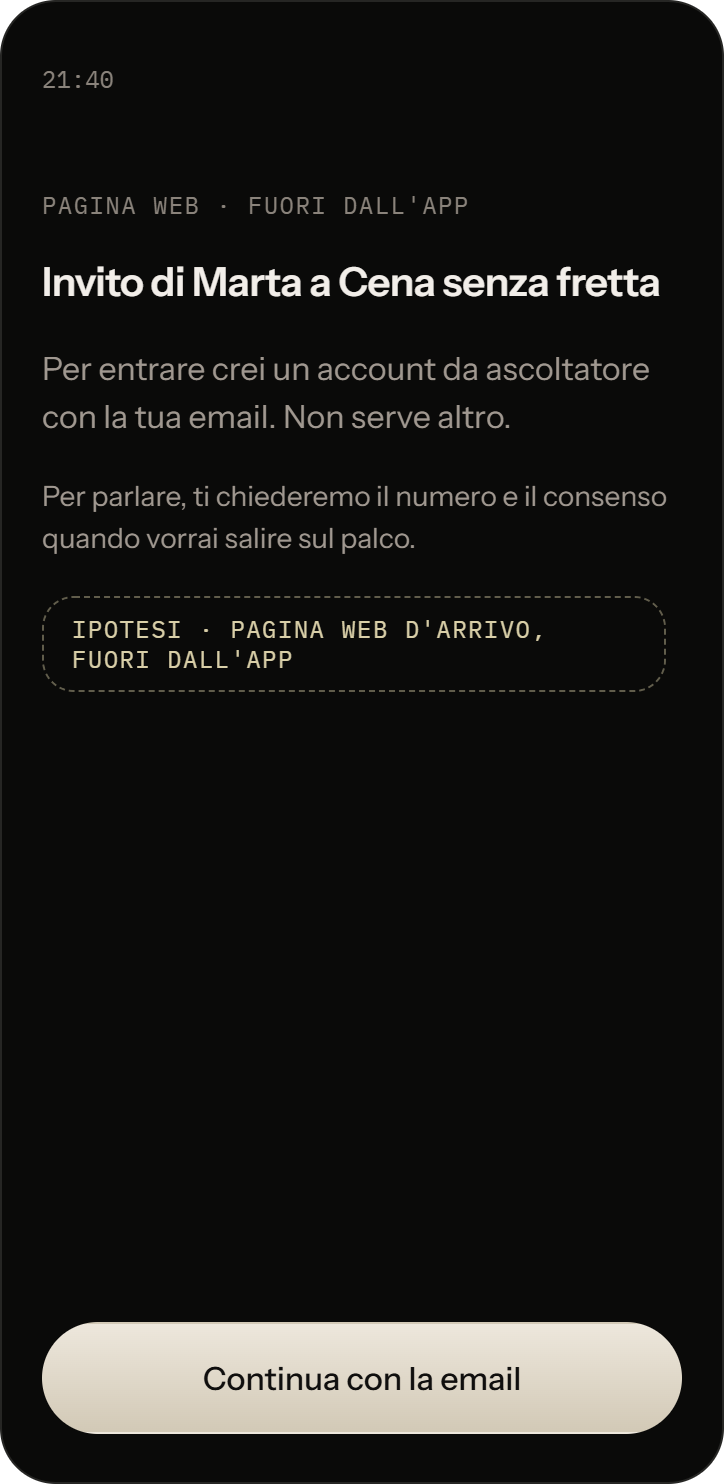 21:40
PAGINA WEB · FUORI DALL'APP
Invito di Marta a Cena senza fretta
Per entrare crei un account da ascoltatore
con la tua email. Non serve altro.
Per parlare, ti chiederemo il numero e il consenso
quando vorrai salire sul palco.
IPOTESI · PAGINA WEB D'ARRIVO,
FUORI DALL'APP
Continua con la email